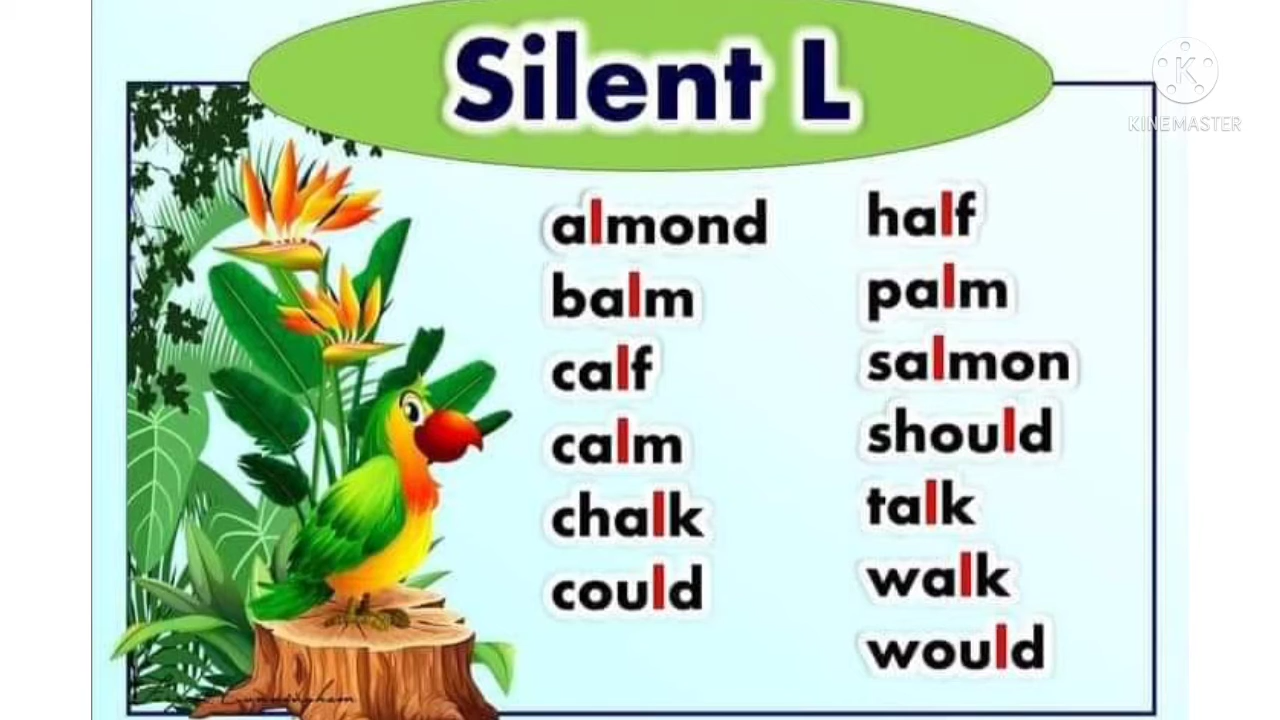 Silent L
KINEMASTER
almond
balm
calf
calm
chalk
could
half
palm
salmon
should
talk
walk
would